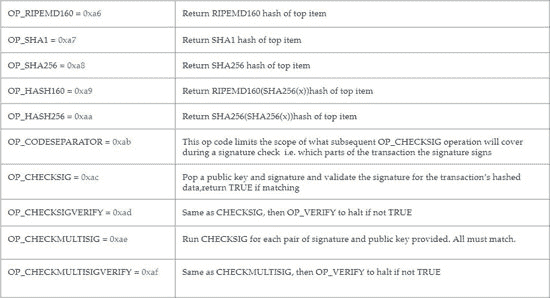 OP_RIPEMD160 = 0xa6 Return RIPEMD160 hash of top item
OP_SHA1 = 0xa7 Return SHA1 hash of top item
OP_SHA256 = 0xa8 Return SHA256 hash of top item
OP_HASH160 = 0xa9 Return RIPEMD160(SHA256(x))hash of top item
OP_HASH256 = 0xaa Return SHA256(SHA256(x))hash of top item
OP_CODESEPARATOR = 0xab This op code limits the scope of what subsequent OP_CHECKSIG operation will cover
during a signature check i.e. which parts of the transaction the signature signs
OP_CHECKSIG = 0xac Pop a public key and signature and validate the signature for the transaction's hashed
data,return TRUE if matching
OP_CHECKSIGVERIFY = 0xad Same as CHECKSIG, then OP_VERIFY to halt if not TRUE
OP_CHECKMULTISIG = 0xae Run CHECKSIG for each pair of signature and public key provided. All must match.
OP_CHECKMULTISIGVERIFY = 0xaf Same as CHECKMULTISIG, then OP_VERIFY to halt if not TRUE